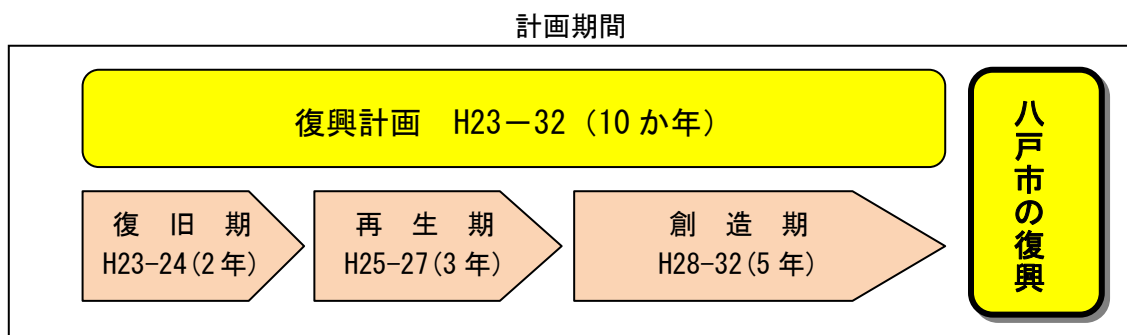 計画期間
復興計画　H23－32（10 か年）
復　旧　期
H23-24(2 年)
再　生　期
H25-27(3 年)
創　造　期
H28-32(5 年)
八戸市の復興